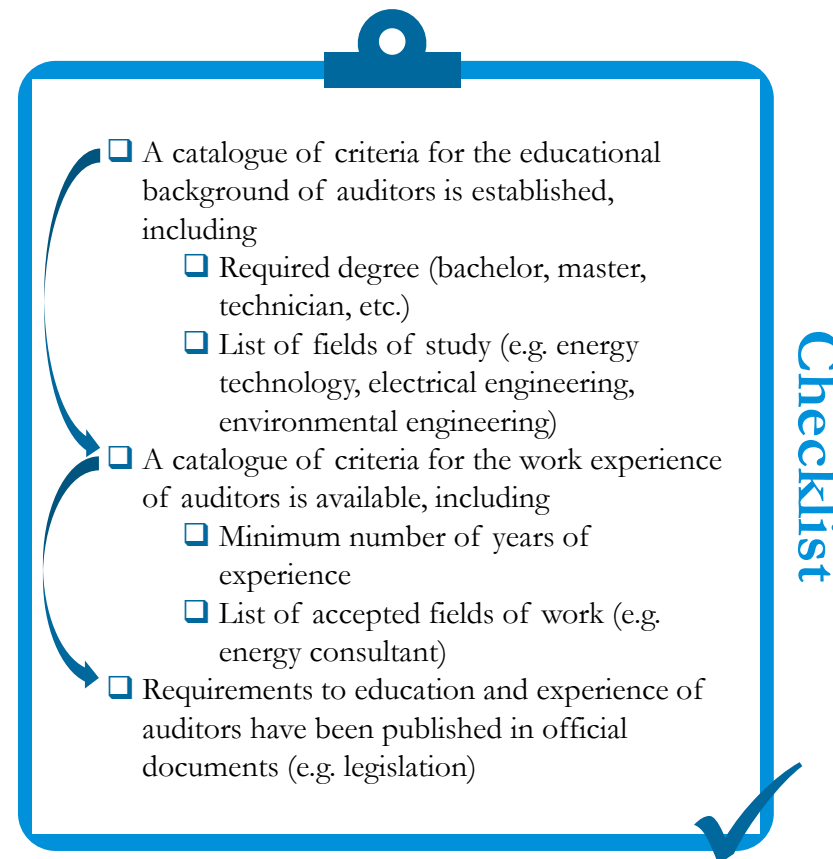 ❑ A catalogue of criteria for the educational
background of auditors is established,
including
❑ Required degree (bachelor, master,
technician, etc.)
❑ List of fields of study (e.g. energy
technology, electrical engineering,
environmental engineering)
❑ A catalogue of criteria for the work experience
of auditors is available, including
❑ Minimum number of years of
experience
❑ List of accepted fields of work (e.g.
energy consultant)
❑ Requirements to education and experience of
auditors have been published in official
documents (e.g. legislation)
Checklist